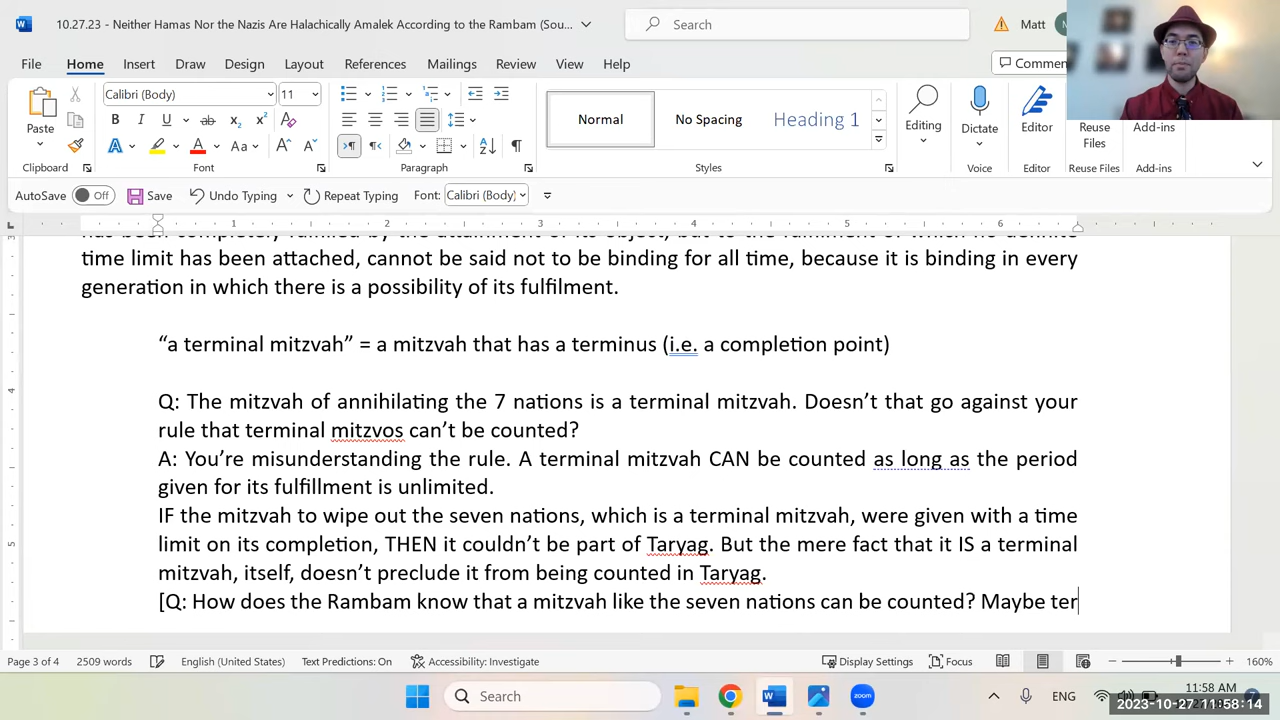 10.27.23 - Neither Hamas Nor the Nazis Are Halachically Amalek According to the Rambam (Sou...
Search
Matt
File Home Insert Draw Design Layout References Mailings Review View Help
Commen
Calibri (Body) 11
Paste
Normal
No Spacing
Heading 1
Editing
Dictate
Editor
Reuse Files
Add-ins
Clipboard Font Paragraph Styles Voice Editor Reuse Files Add-ins
AutoSave Off Save Undo Typing Repeat Typing Font: Calibri (Body)
1 2 3 4 5 6
time limit has been attached, cannot be said not to be binding for all time, because it is binding in every
generation in which there is a possibility of its fulfilment.
“a terminal mitzvah” = a mitzvah that has a terminus (i.e. a completion point)
Q: The mitzvah of annihilating the 7 nations is a terminal mitzvah. Doesn’t that go against your
rule that terminal mitzvos can’t be counted?
A: You’re misunderstanding the rule. A terminal mitzvah CAN be counted as long as the period
given for its fulfillment is unlimited.
IF the mitzvah to wipe out the seven nations, which is a terminal mitzvah, were given with a time
limit on its completion, THEN it couldn’t be part of Taryag. But the mere fact that it IS a terminal
mitzvah, itself, doesn’t preclude it from being counted in Taryag.
[Q: How does the Rambam know that a mitzvah like the seven nations can be counted? Maybe ter
Page 3 of 4 2509 words English (United States) Text Predictions: On Accessibility: Investigate Display Settings Focus 160%
Search
ENG
11:58 AM
2023-10-27 11:58:14